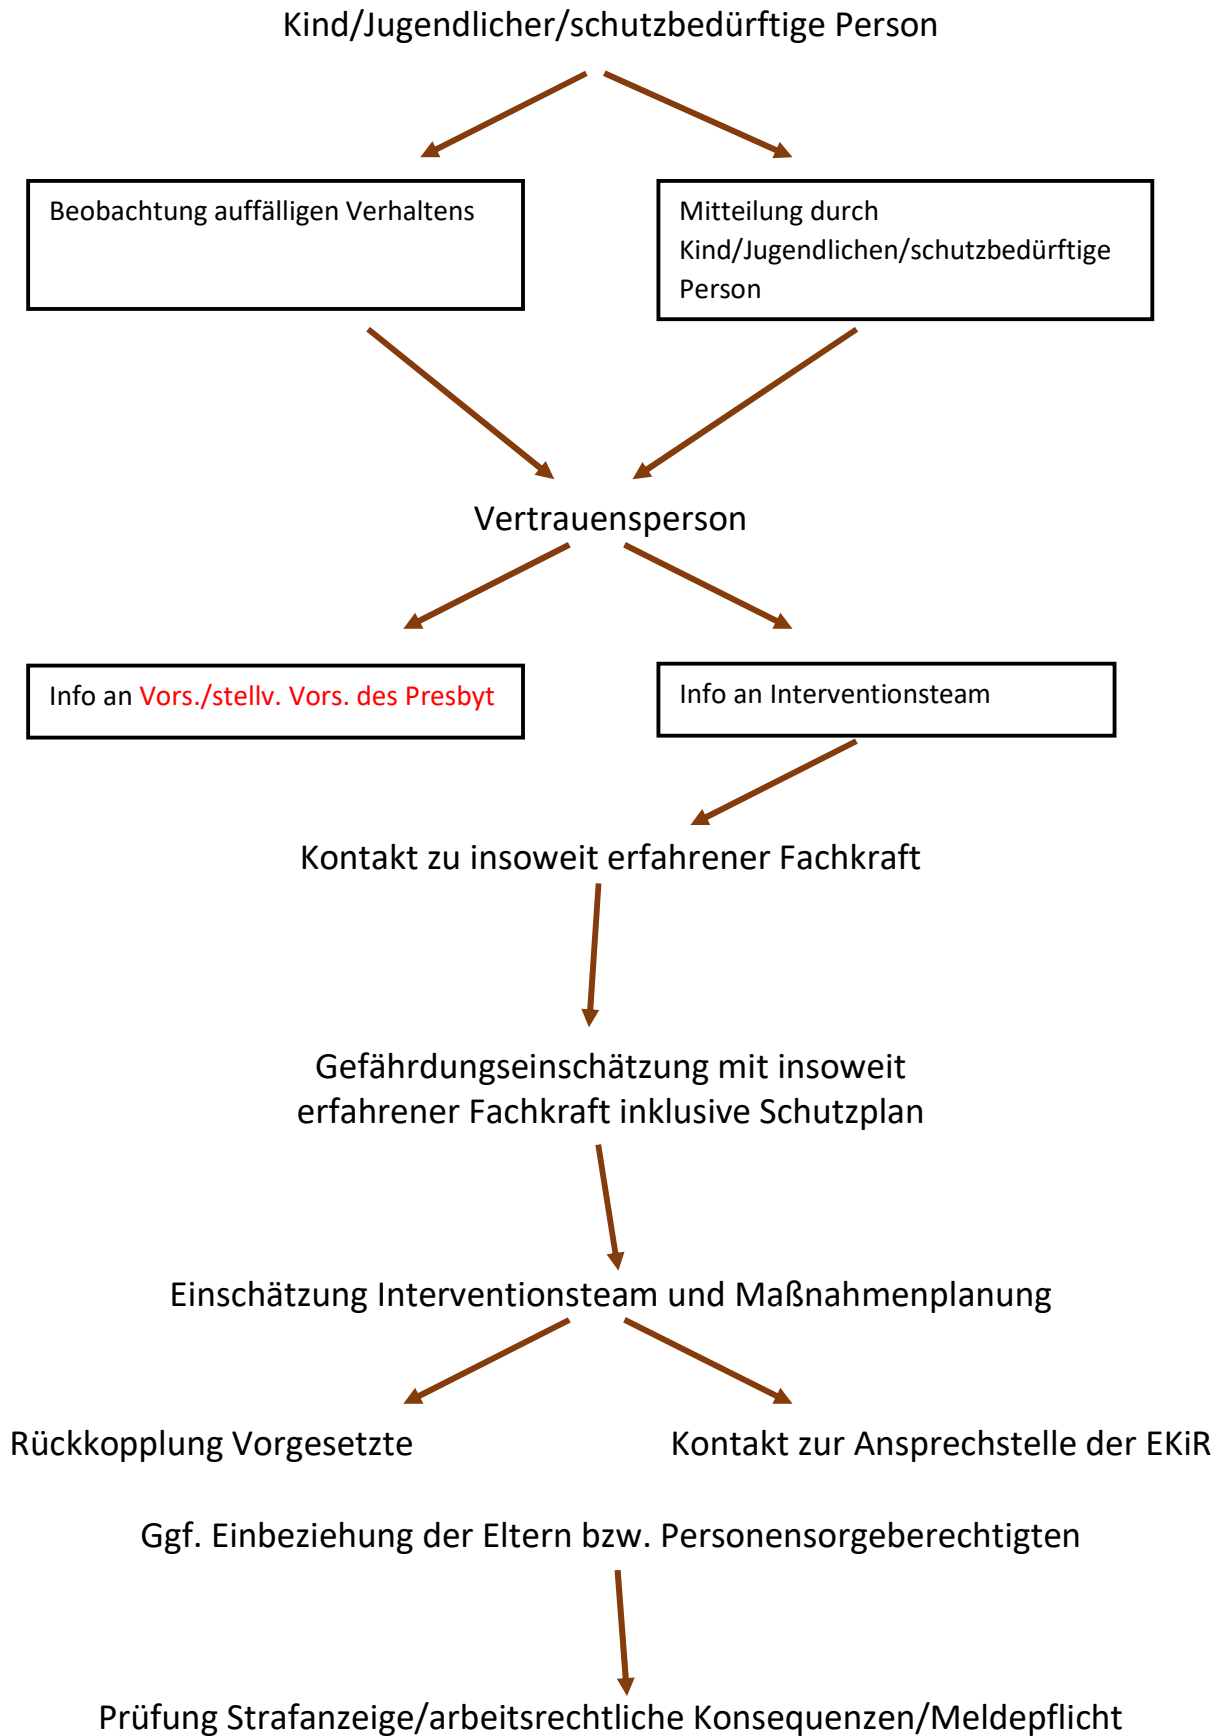 Kind/Jugendlicher/schutzbedürftige Person
Beobachtung auffälligen Verhaltens
Mitteilung durch
Kind/Jugendlichen/schutzbedürftige
Person
Vertrauensperson
Info an Vors./stellv. Vors. des Presbyt
Info an Interventionsteam
Kontakt zu insoweit erfahrener Fachkraft
Gefährdungseinschätzung mit insoweit
erfahrener Fachkraft inklusive Schutzplan
Einschätzung Interventionsteam und Maßnahmenplanung
Rückkopplung Vorgesetzte
Kontakt zur Ansprechstelle der EKiR
Ggf. Einbeziehung der Eltern bzw. Personensorgeberechtigten
Prüfung Strafanzeige/arbeitsrechtliche Konsequenzen/Meldepflicht